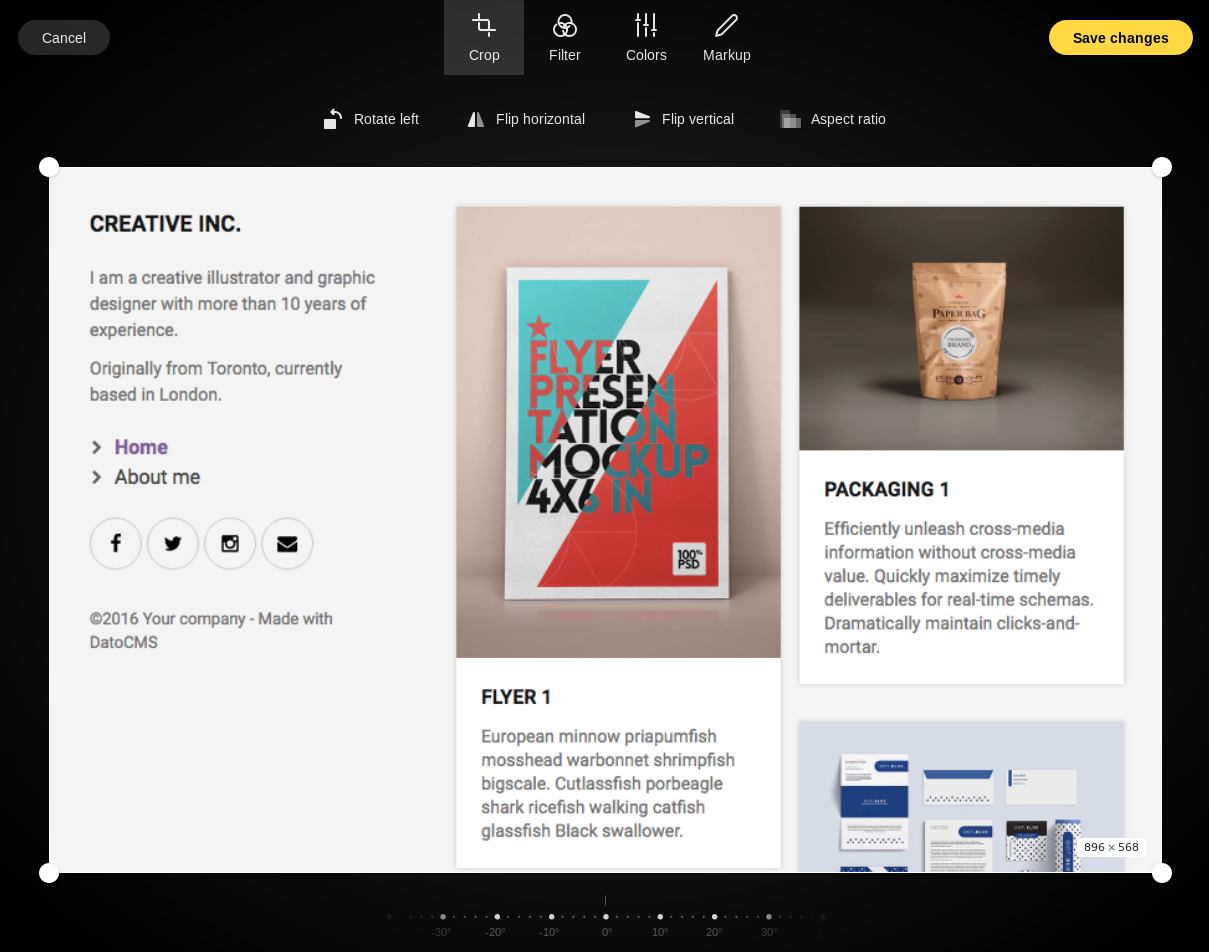 Cancel
Crop
Filter
Colors
Markup
Save changes
Rotate left
Flip horizontal
Flip vertical
Aspect ratio
CREATIVE INC.
I am a creative illustrator and graphic
designer with more than 10 years of
experience.
Originally from Toronto, currently
based in London.
Home
About me
©2016 Your company - Made with
DatoCMS
FLYER
PRESEN
TATION
MOCKUP
4X6 IN
100%
PSD
FLYER 1
European minnow priapumfish
mosshead warbonnet shrimpfish
bigscale. Cutlassfish porbeagle
shark ricefish walking catfish
glassfish Black swallower.
PAPER BAG
PACKAGING
BRAND
PACKAGING 1
Efficiently unleash cross-media
information without cross-media
value. Quickly maximize timely
deliverables for real-time schemas.
Dramatically maintain clicks-and-
mortar.
896 × 568
-30°
-20°
-10°
0°
10°
20°
30°